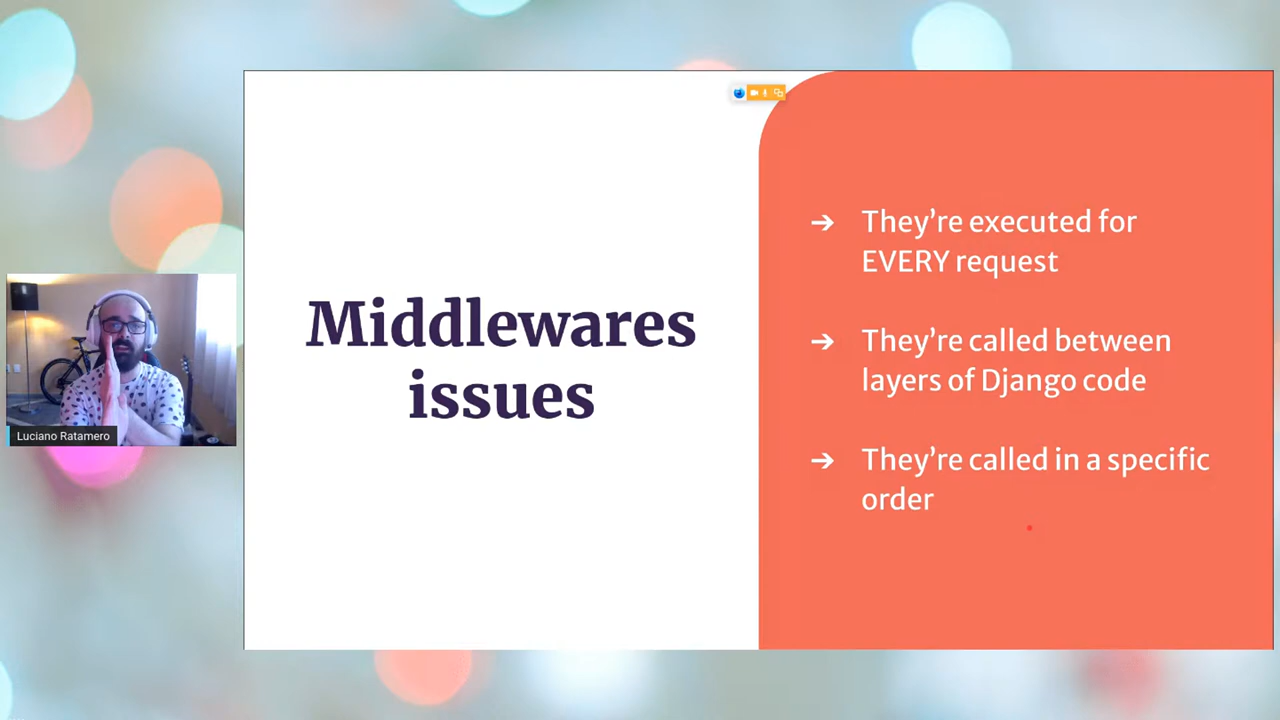 Middlewares
issues
➔ They’re executed for
EVERY request
➔ They’re called between
layers of Django code
➔ They’re called in a specific
order
Luciano Ratamero